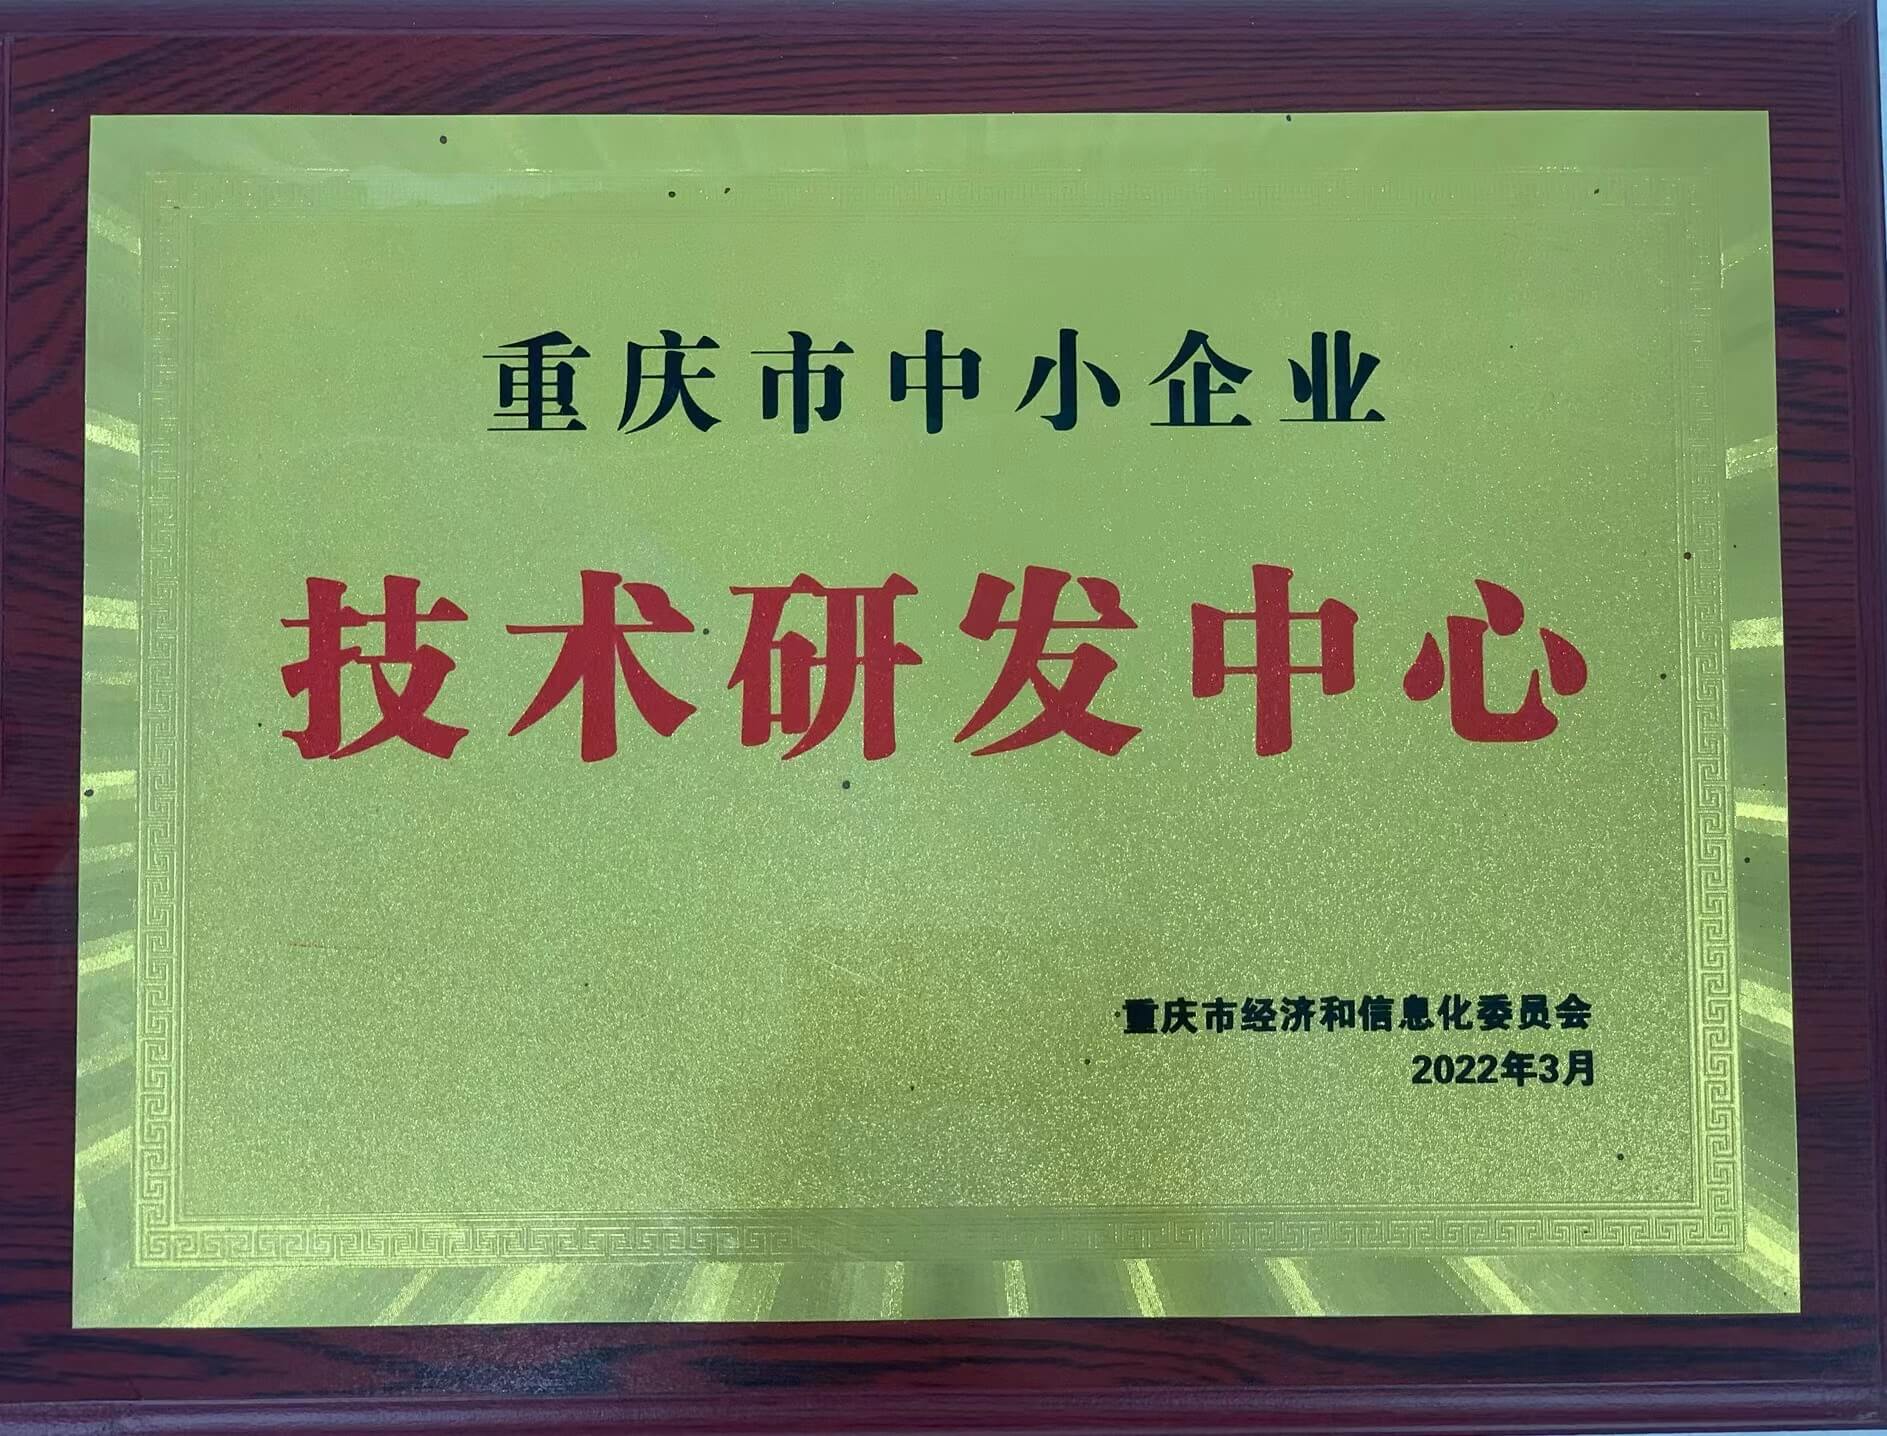 重庆市中小企业
技术研发中心
重庆市经济和信息化委员会
2022年3月